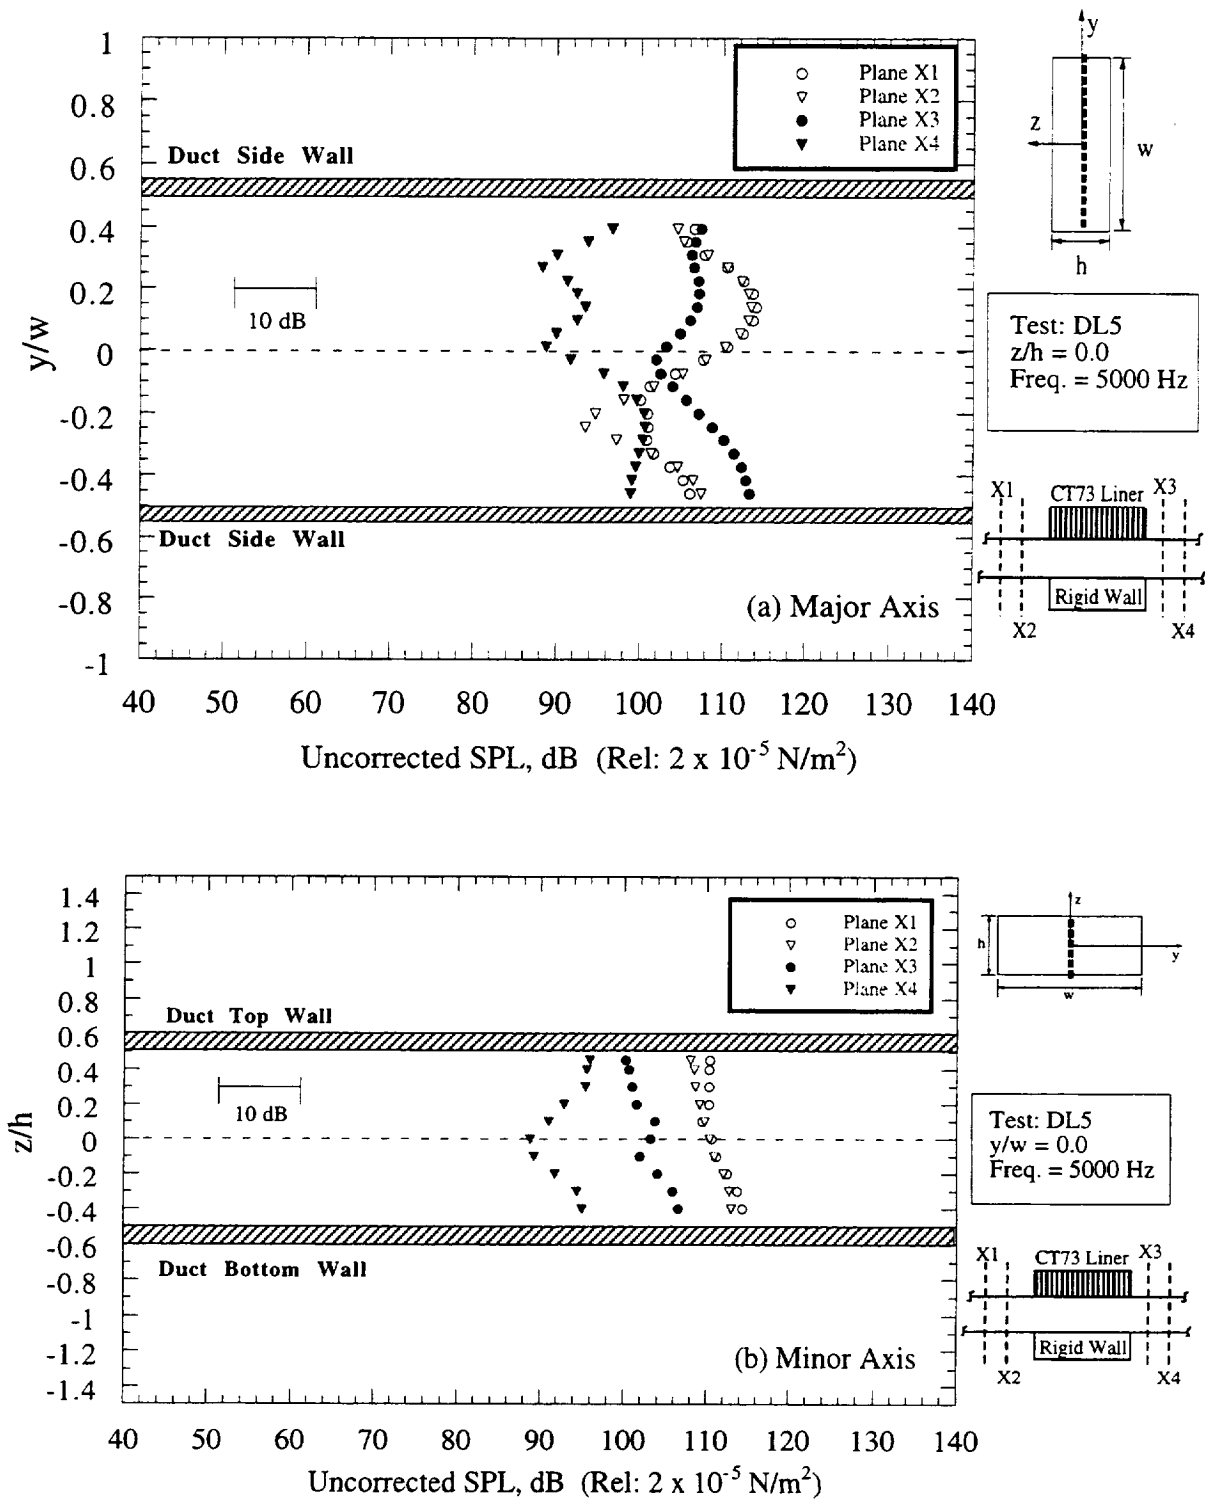 1
0.8
0.6
0.4
0.2
0
-0.2
-0.4
-0.6
-0.8
-1
y/w
Plane X1
Plane X2
Plane X3
Plane X4
Duct Side Wall
10 dB
Duct Side Wall
(a) Major Axis
40 50 60 70 80 90 100 110 120 130 140
Uncorrected SPL, dB (Rel: 2 x 10⁻⁵ N/m²)
y
z
w
h
Test: DL5
z/h = 0.0
Freq. = 5000 Hz
X1 CT73 Liner X3
Rigid Wall
X2 X4
1.4
1.2
1
0.8
0.6
0.4
0.2
0
-0.2
-0.4
-0.6
-0.8
-1
-1.2
-1.4
z/h
Plane X1
Plane X2
Plane X3
Plane X4
Duct Top Wall
10 dB
Duct Bottom Wall
(b) Minor Axis
40 50 60 70 80 90 100 110 120 130 140
Uncorrected SPL, dB (Rel: 2 x 10⁻⁵ N/m²)
z
h
y
w
Test: DL5
y/w = 0.0
Freq. = 5000 Hz
X1 CT73 Liner X3
Rigid Wall
X2 X4